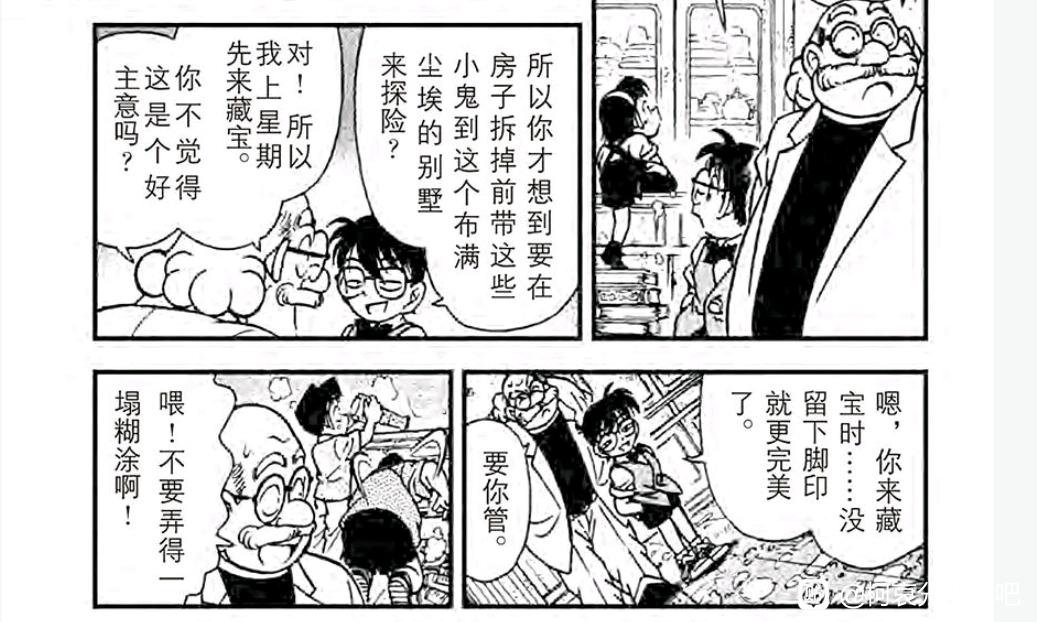 所以你才想到要在
房子拆掉前带这些
小鬼到这个布满
尘埃的别墅
来探险？
对！所以
我上星期
先来藏宝。
你不觉得
这是个好
主意吗？
嗯，你来藏
宝时……没
留下脚印
就更完美
了。
要你管。
喂！不要弄得一
塌糊涂啊！
@柯哀分
吧